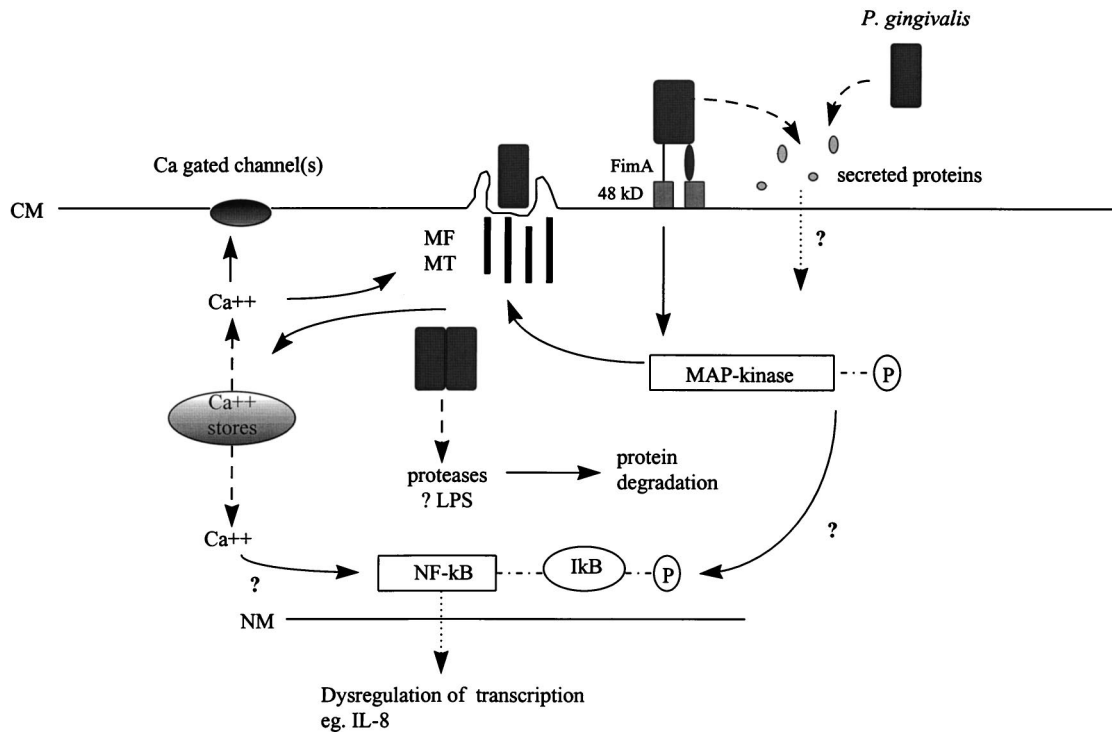 P. gingivalis
Ca gated channel(s)
FimA
48 kD
secreted proteins
CM
MF
MT
?
Ca++
MAP-kinase
P
Ca++
stores
proteases
? LPS
protein
degradation
?
Ca++
?
NF-kB
IkB
P
NM
Dysregulation of transcription
eg. IL-8